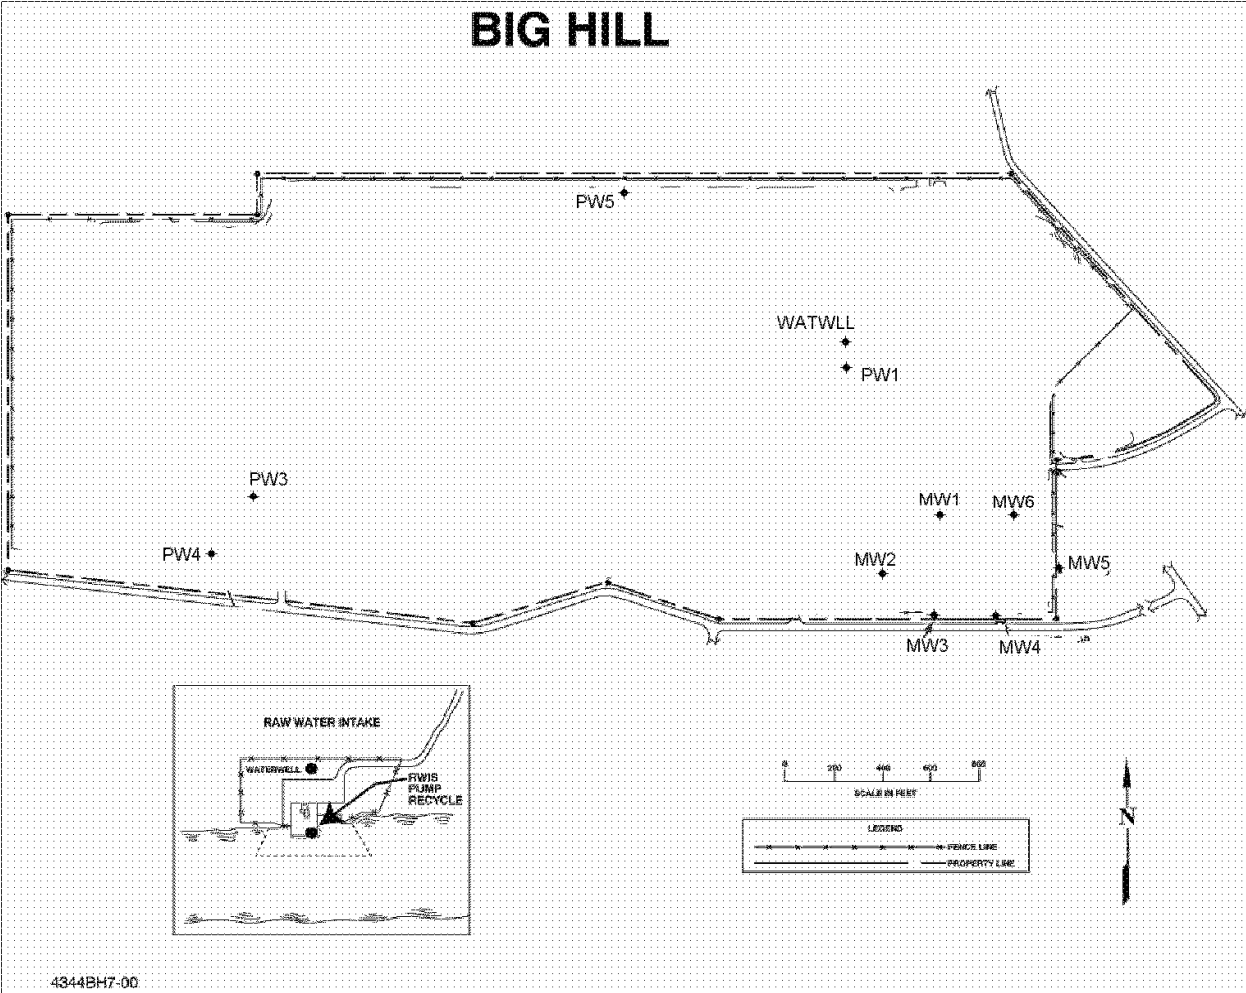 BIG HILL
PW5
WATWLL
PW1
PW3
MW1
MW6
PW4
MW2
MW5
MW3
MW4
RAW WATER INTAKE
WATERWELL
RWIS
PUMP
RECYCLE
0 200 400 600 800
SCALE IN FEET
N
LEGEND
FENCE LINE
PROPERTY LINE
4344BH7-00